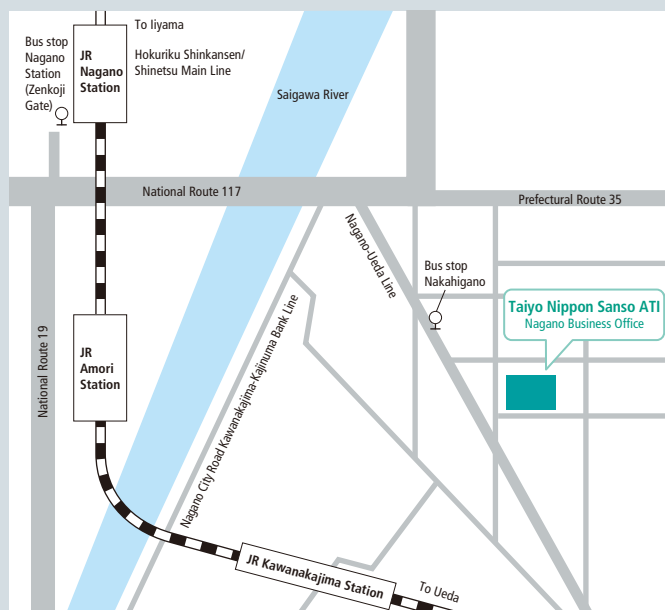 To Iiyama
Bus stop
Nagano
Station
(Zenkoji
Gate)
JR
Nagano
Station
Hokuriku Shinkansen/
Shinetsu Main Line
Saigawa River
National Route 117
Prefectural Route 35
Nagano-Ueda Line
Bus stop
Nakahigano
Taiyo Nippon Sanso ATI
Nagano Business Office
National Route 19
JR
Amori
Station
Nagano City Road Kawanakajima-Kajinuma Bank Line
JR Kawanakajima Station
To Ueda